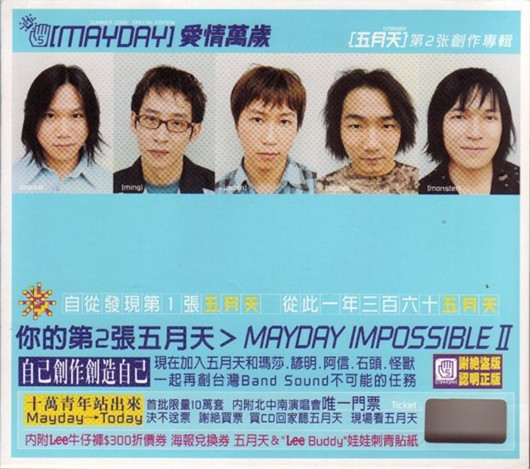 SUMMER 2000 SPECIAL EDITION
[MAYDAY] 愛情萬歲
[五月天] 第2張創作專輯
[ming]
[monster]
自從發現第1張五月天 從此一年三百六十五月天
你的第2張五月天 > MAYDAY IMPOSSIBLE II
自己創作創造自己
現在加入五月天和瑪莎.諺明.阿信.石頭.怪獸
一起再創台灣Band Sound不可能的任務
謝絕盜版
認明正版
十萬青年站出來
Mayday→Today
首批限量10萬套 內附北中南演唱會唯一門票
決不送票 謝絕買票 買CD回家聽五月天 現場看五月天
Ticket
內附Lee牛仔褲$300折價券 海報兌換券 五月天&"Lee Buddy"娃娃刺青貼紙